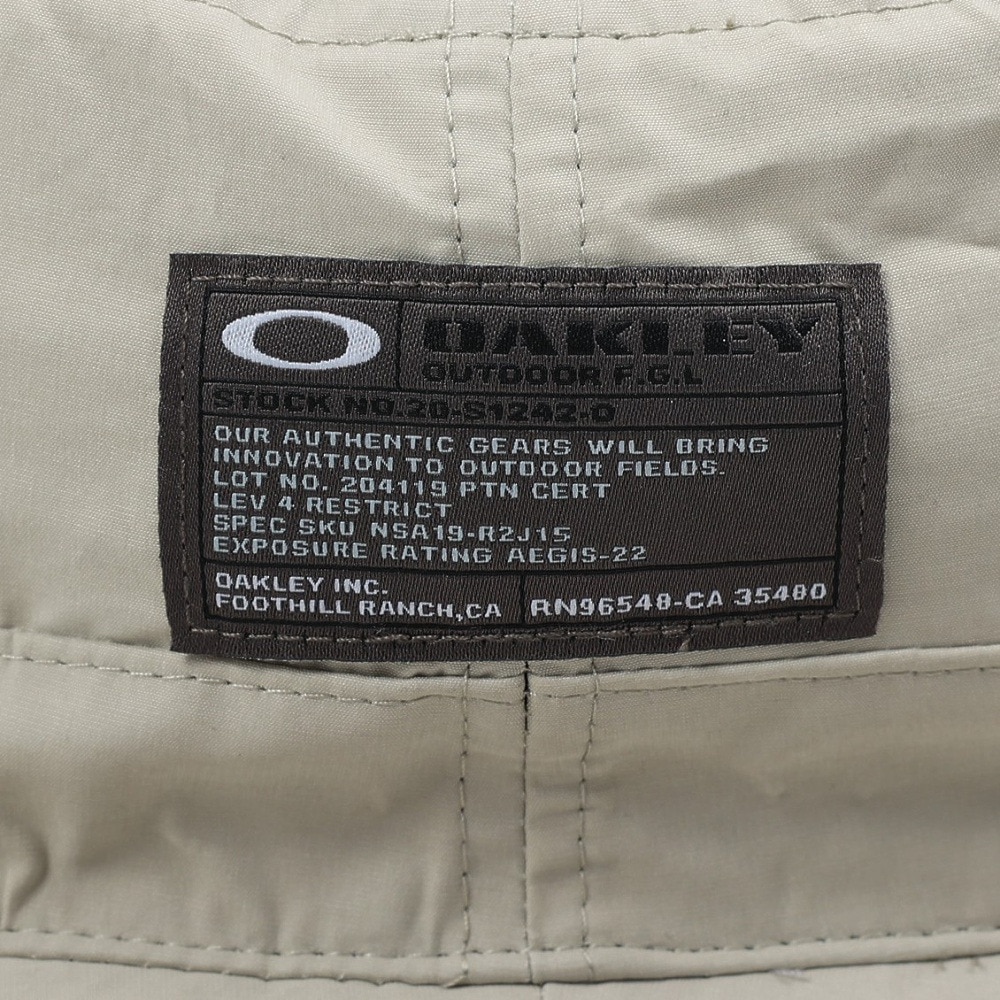 OAKLEY
OUTDOOR F.G.L
STOCK NO.20-S1242-O
OUR AUTHENTIC GEARS WILL BRING
INNOVATION TO OUTDOOR FIELDS.
LOT NO. 204119 PTN CERT
LEV 4 RESTRICT
SPEC SKU NSA19-R2J15
EXPOSURE RATING AEGIS-22
OAKLEY INC.
FOOTHILL RANCH,CA
RN96548-CA 35480